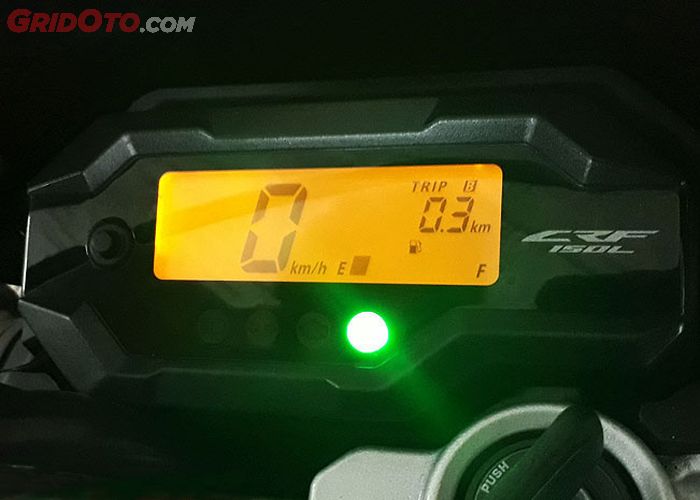 GRIDOTO.COM
TRIP B
0 0.3 km
km/h E F
CRF
150L
PUSH